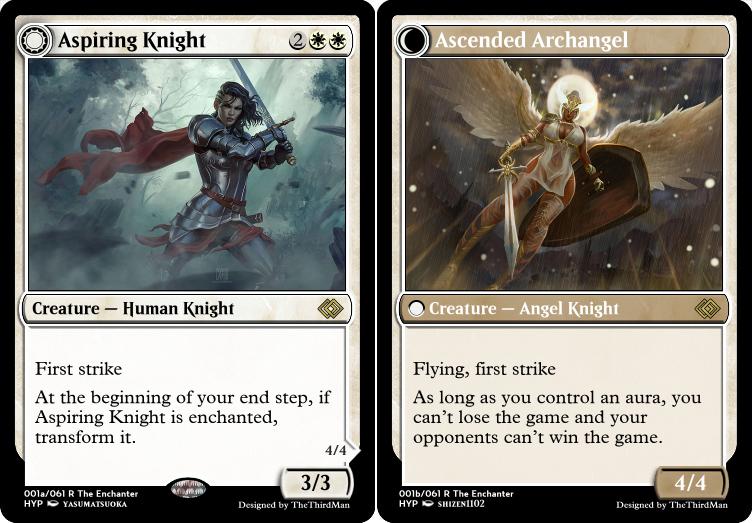 Aspiring Knight 2
First strike
Creature — Human Knight
At the beginning of your end step, if
Aspiring Knight is enchanted,
transform it.
4/4
3/3
001a/061 R The Enchanter
HYP YASUMATSUOKA
Designed by TheThirdMan
Ascended Archangel
Creature — Angel Knight
Flying, first strike
As long as you control an aura, you
can't lose the game and your
opponents can't win the game.
4/4
001b/061 R The Enchanter
HYP SHIZEN1102
Designed by TheThirdMan